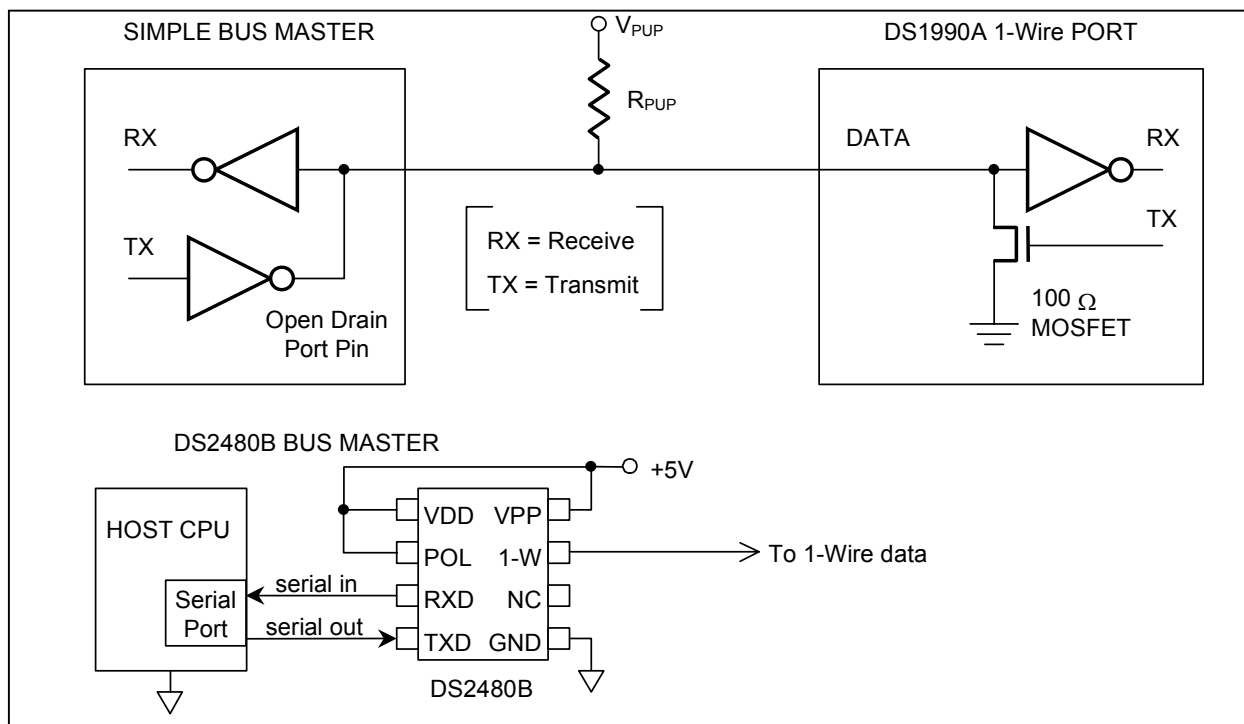 SIMPLE BUS MASTER
VPUP
DS1990A 1-Wire PORT
RPUP
RX
DATA
RX
TX
RX = Receive
TX = Transmit
TX
Open Drain
Port Pin
100 Ω
MOSFET
DS2480B BUS MASTER
+5V
HOST CPU
VDD
VPP
POL
1-W
To 1-Wire data
Serial
Port
serial in
RXD
NC
serial out
TXD
GND
DS2480B